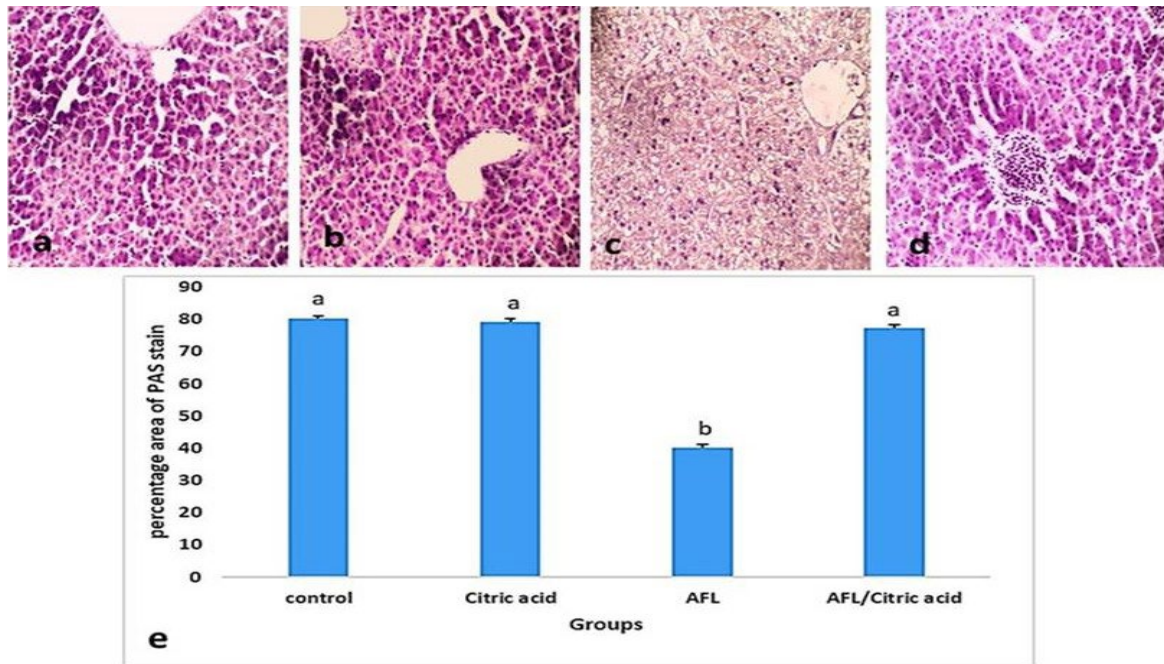 a
b
c
d
90
80
70
60
50
40
30
20
10
0
percentage area of PAS stain
a
a
b
a
control
Citric acid
AFL
AFL/Citric acid
Groups
e